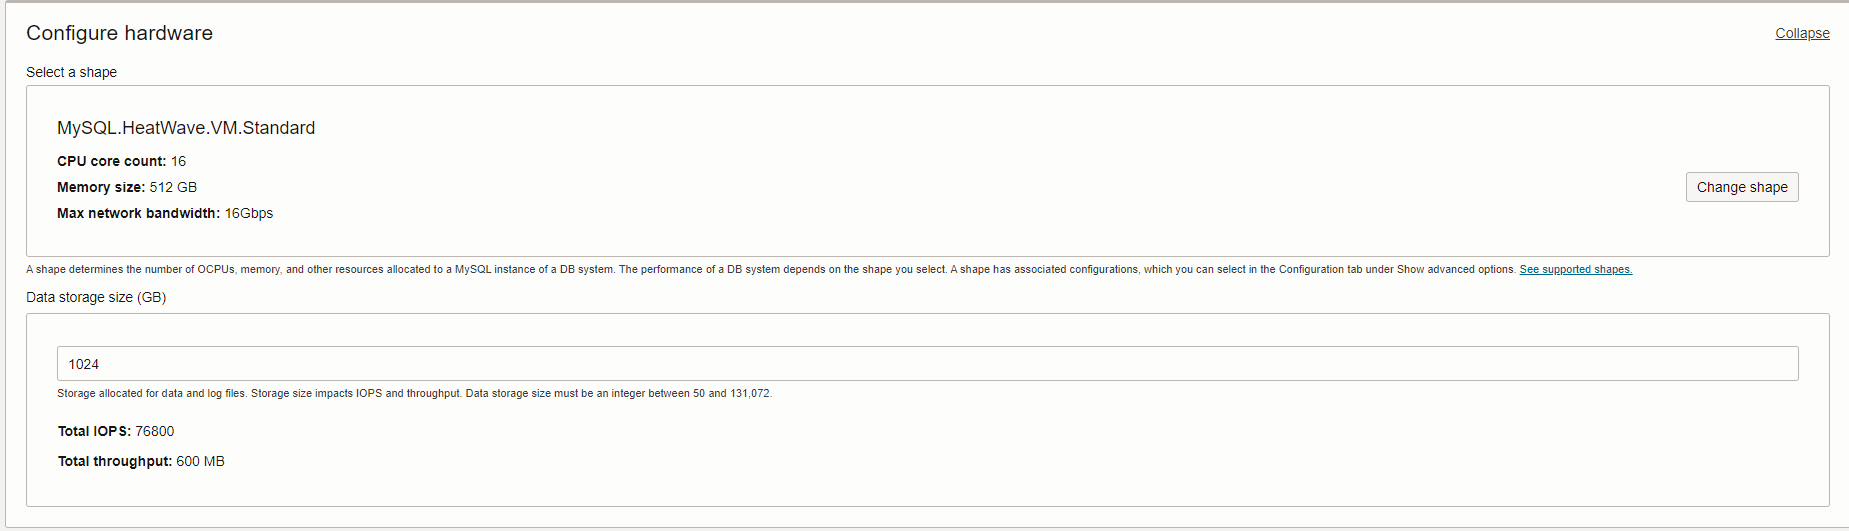 Configure hardware
Collapse
Select a shape
MySQL.HeatWave.VM.Standard
CPU core count: 16
Memory size: 512 GB
Change shape
Max network bandwidth: 16Gbps
A shape determines the number of OCPUs, memory, and other resources allocated to a MySQL instance of a DB system. The performance of a DB system depends on the shape you select. A shape has associated configurations, which you can select in the Configuration tab under Show advanced options. See supported shapes.
Data storage size (GB)
1024
Storage allocated for data and log files. Storage size impacts IOPS and throughput. Data storage size must be an integer between 50 and 131,072.
Total IOPS: 76800
Total throughput: 600 MB